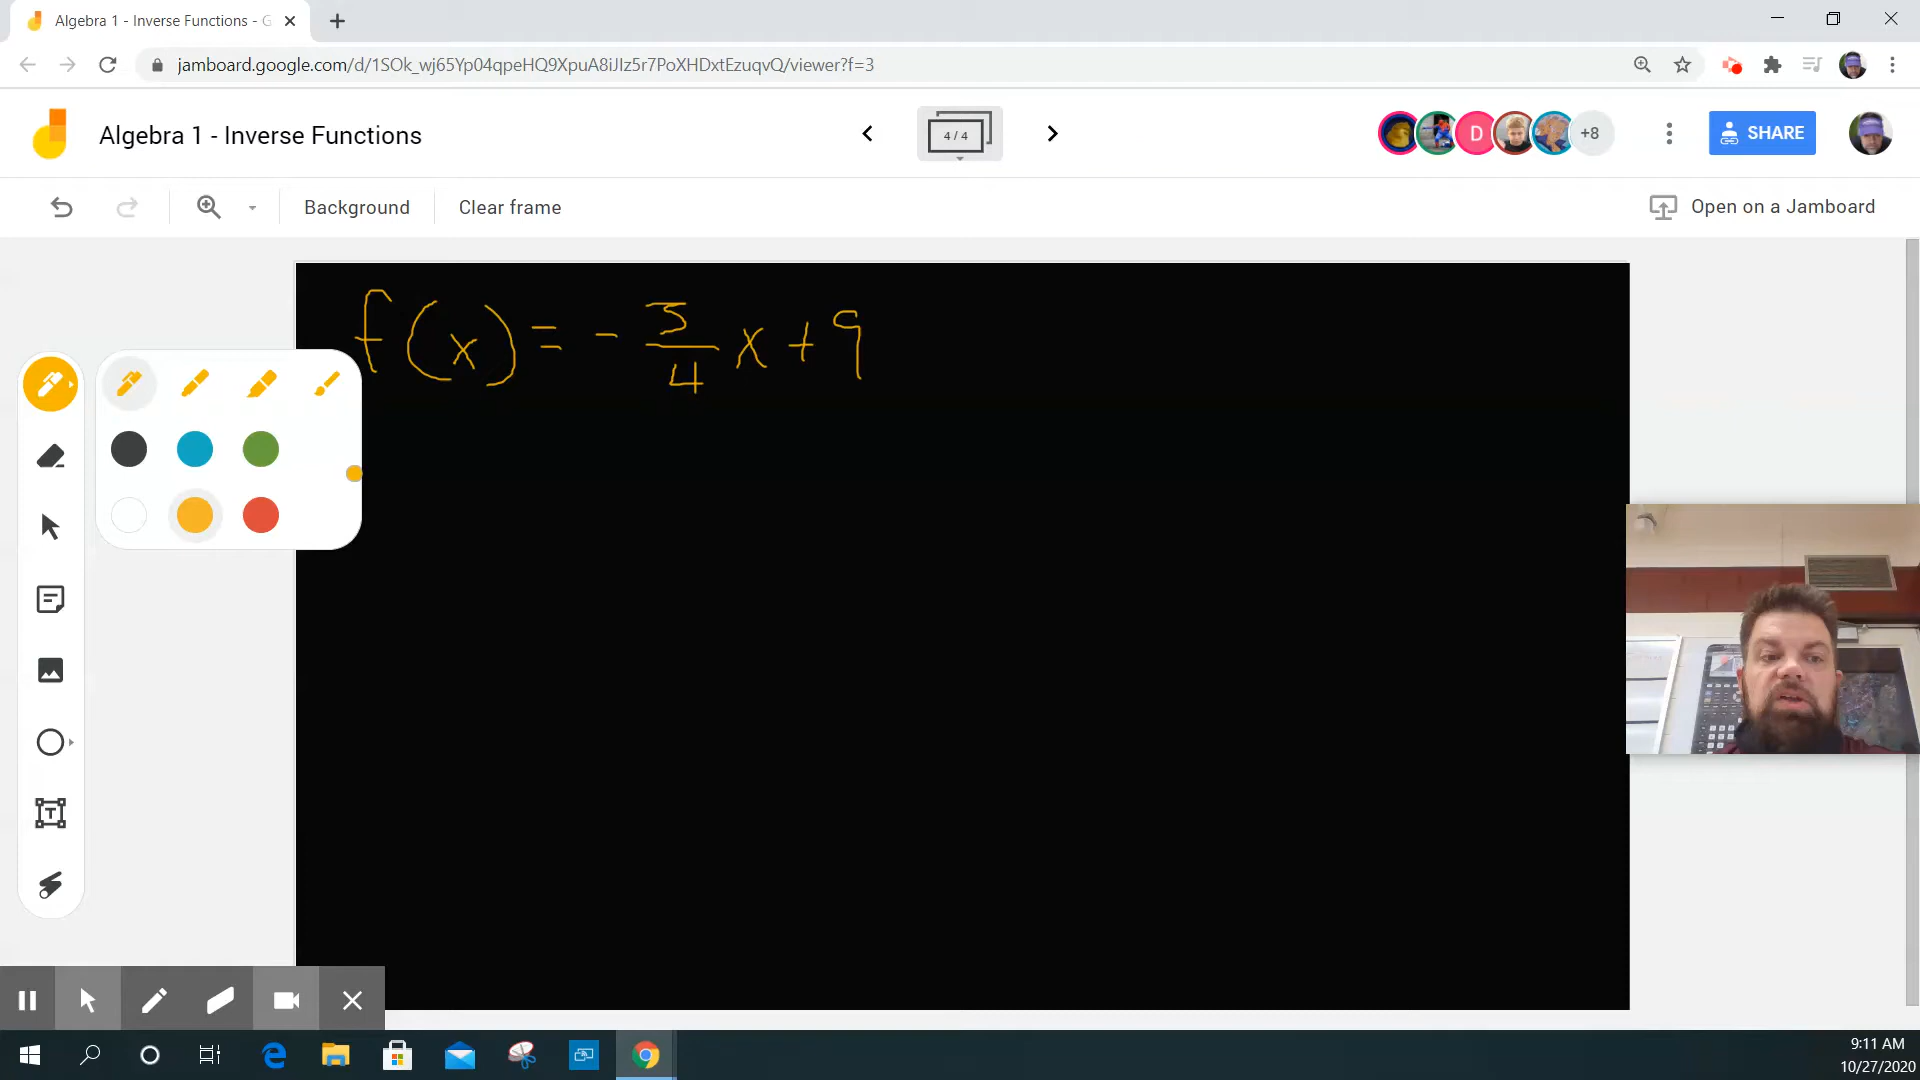 Algebra 1 - Inverse Functions - G
jamboard.google.com/d/1SOk_wj65Yp04qpeHQ9XpuA8iJIz5r7PoXHDxtEzuqvQ/viewer?f=3
Algebra 1 - Inverse Functions
4 / 4
D
+8
SHARE
Background
Clear frame
Open on a Jamboard
f(x) = - 3/4 x + 9
9:11 AM
10/27/2020